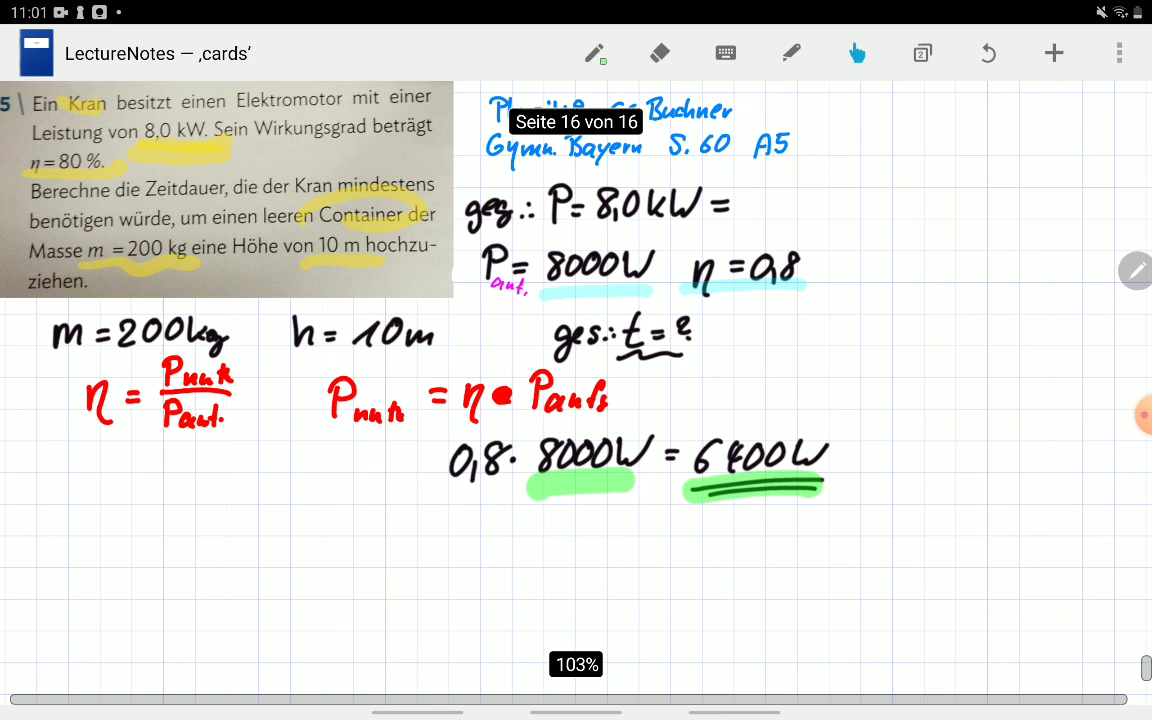 11:01
LectureNotes — ‚cards‘
5 Ein Kran besitzt einen Elektromotor mit einer
Leistung von 8,0 kW. Sein Wirkungsgrad beträgt
η = 80 %.
Berechne die Zeitdauer, die der Kran mindestens
benötigen würde, um einen leeren Container der
Masse m = 200 kg eine Höhe von 10 m hochzu-
ziehen.
Buchner
Seite 16 von 16
Gymn. Bayern S. 60 A5
geg.: P = 8,0 kW =
P = 8000W η = 0,8
aut.
m = 200kg h = 10m ges.: t = ?
η = Pnutz / Pauf. Pnutz = η • Paufs
0,8 · 8000W = 6400W
103%